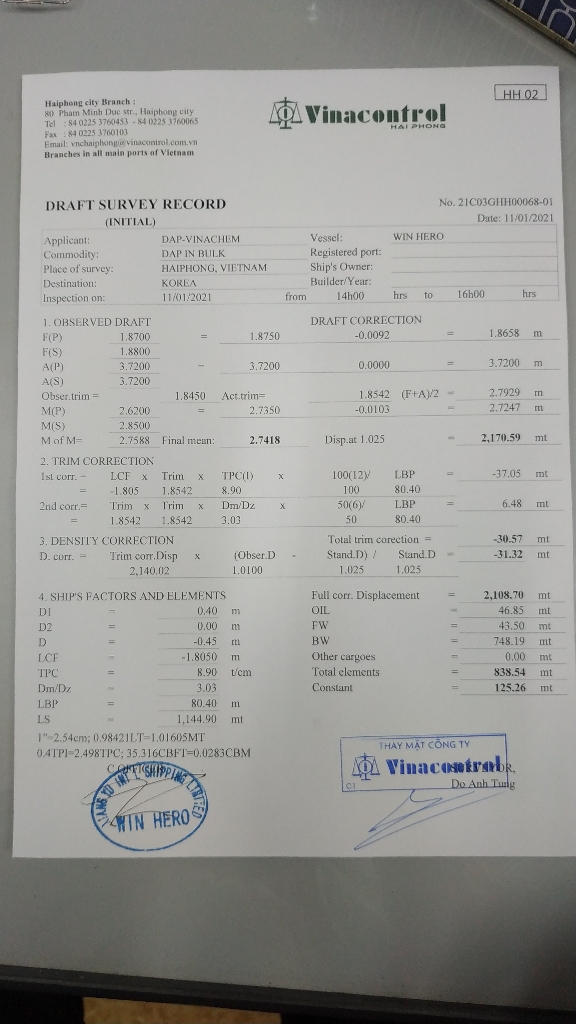 Haiphong city Branch :
80 Pham Minh Duc str., Haiphong city
Tel : 84 0225 3760453 - 84 0225 3760065
Fax : 84 0225 3760103
Email: vnchaiphong@vinacontrol.com.vn
Branches in all main ports of Vietnam
Vinacontrol
HAI PHONG
HH 02
DRAFT SURVEY RECORD
(INITIAL)
No. 21C03GHH00068-01
Date: 11/01/2021
Applicant: DAP-VINACHEM Vessel: WIN HERO
Commodity: DAP IN BULK Registered port:
Place of survey: HAIPHONG, VIETNAM Ship's Owner:
Destination: KOREA Builder/Year:
Inspection on: 11/01/2021 from 14h00 hrs to 16h00 hrs
1. OBSERVED DRAFT DRAFT CORRECTION
F(P) 1.8700 = 1.8750 -0.0092 = 1.8658 m
F(S) 1.8800
A(P) 3.7200 = 3.7200 0.0000 = 3.7200 m
A(S) 3.7200
Obser.trim = 1.8450 Act.trim= 1.8542 (F+A)/2 = 2.7929 m
M(P) 2.6200 = 2.7350 -0.0103 = 2.7247 m
M(S) 2.8500
M of M= 2.7588 Final mean: 2.7418 Disp.at 1.025 = 2,170.59 mt
2. TRIM CORRECTION
1st corr. = LCF x Trim x TPC(I) x 100(12)/ LBP = -37.05 mt
= -1.805 1.8542 8.90 100 80.40
2nd corr.= Trim x Trim x Dm/Dz x 50(6)/ LBP = 6.48 mt
= 1.8542 1.8542 3.03 50 80.40
3. DENSITY CORRECTION Total trim corection = -30.57 mt
D. corr. = Trim corr.Disp x (Obser.D - Stand.D) / Stand.D = -31.32 mt
2,140.02 1.0100 1.025 1.025
4. SHIP'S FACTORS AND ELEMENTS Full corr. Displacement = 2,108.70 mt
D1 = 0.40 m OIL = 46.85 mt
D2 = 0.00 m FW = 43.50 mt
D = -0.45 m BW = 748.19 mt
LCF = -1.8050 m Other cargoes = 0.00 mt
TPC = 8.90 t/cm Total elements = 838.54 mt
Dm/Dz = 3.03 Constant = 125.26 mt
LBP = 80.40 m
LS = 1,144.90 mt
1"=2.54cm; 0.98421LT=1.01605MT
0.4TPI=2.498TPC; 35.316CBFT=0.0283CBM
INT'L SHIPPING LIMITED
WIN HERO
THAY MẶT CÔNG TY
Vinacontrol
C1
Do Anh Tung